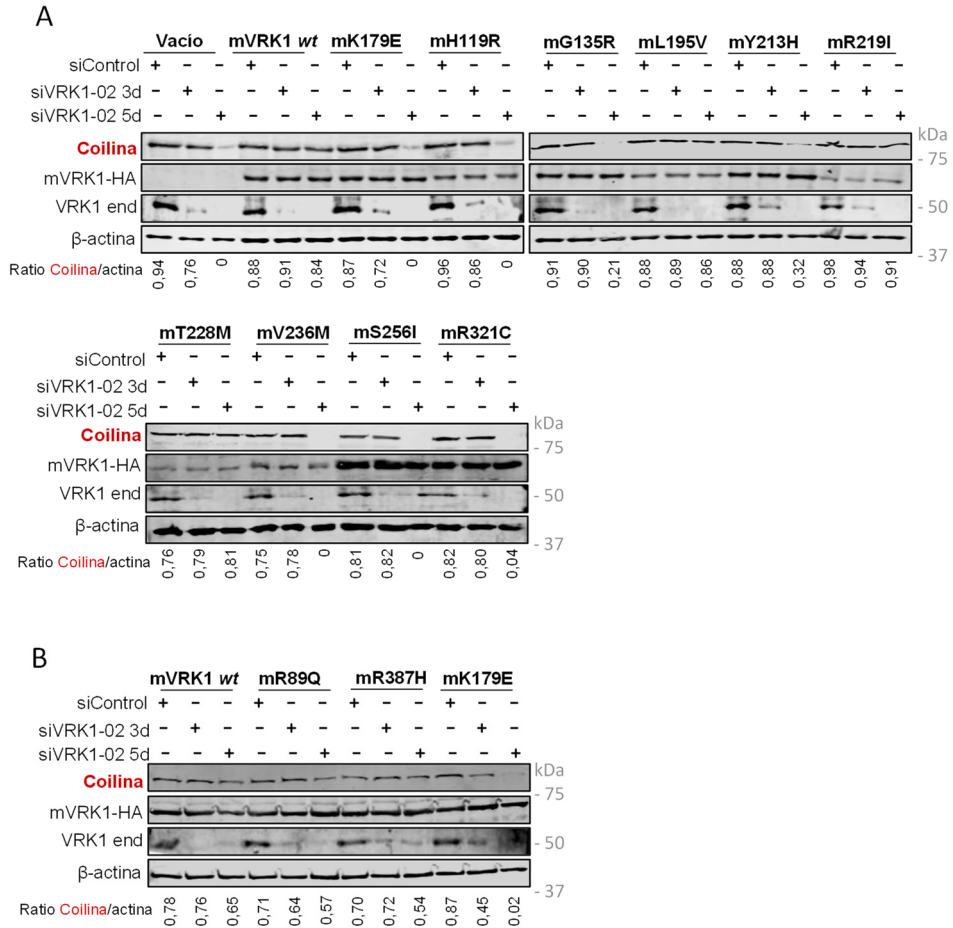 A
Vacío mVRK1 wt mK179E mH119R mG135R mL195V mY213H mR219I
siControl + - - + - - + - - + - - + - - + - - + - - + - -
siVRK1-02 3d - + - - + - - + - - + - - + - - + - - + - - + -
siVRK1-02 5d - - + - - + - - + - - + - - + - - + - - + - - +
kDa
Coilina
- 75
mVRK1-HA
VRK1 end - 50
β-actina
- 37
Ratio Coilina/actina 0,94 0,76 0 0,88 0,91 0,84 0,87 0,72 0 0,96 0,86 0 0,91 0,90 0,21 0,88 0,89 0,86 0,88 0,88 0,32 0,98 0,94 0,91
mT228M mV236M mS256I mR321C
siControl + - - + - - + - - + - -
siVRK1-02 3d - + - - + - - + - - + -
siVRK1-02 5d - - + - - + - - + - - +
kDa
Coilina
- 75
mVRK1-HA
VRK1 end - 50
β-actina
- 37
Ratio Coilina/actina 0,76 0,79 0,81 0,75 0,78 0 0,81 0,82 0 0,82 0,80 0,04
B
mVRK1 wt mR89Q mR387H mK179E
siControl + - - + - - + - - + - -
siVRK1-02 3d - + - - + - - + - - + -
siVRK1-02 5d - - + - - + - - + - - +
kDa
Coilina
- 75
mVRK1-HA
VRK1 end - 50
β-actina
- 37
Ratio Coilina/actina 0,78 0,76 0,65 0,71 0,64 0,57 0,70 0,72 0,54 0,87 0,45 0,02